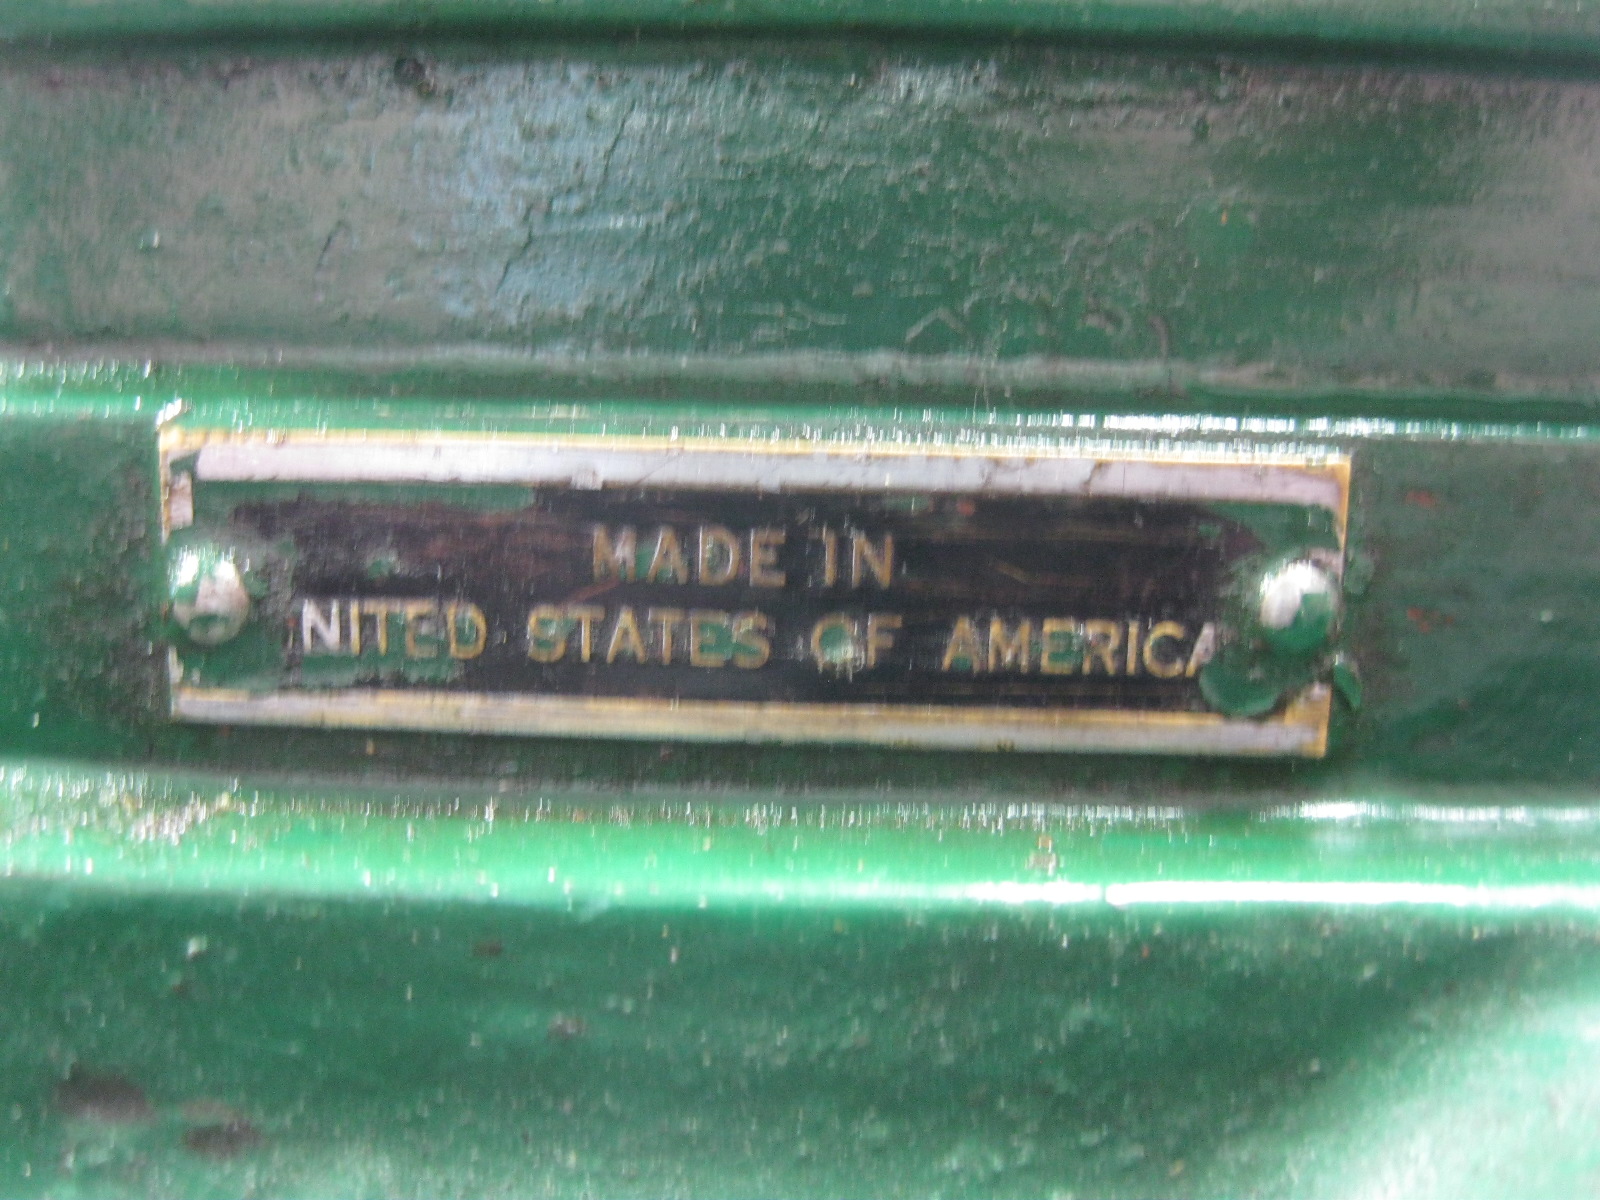 MADE IN
NITED STATES OF AMERICA